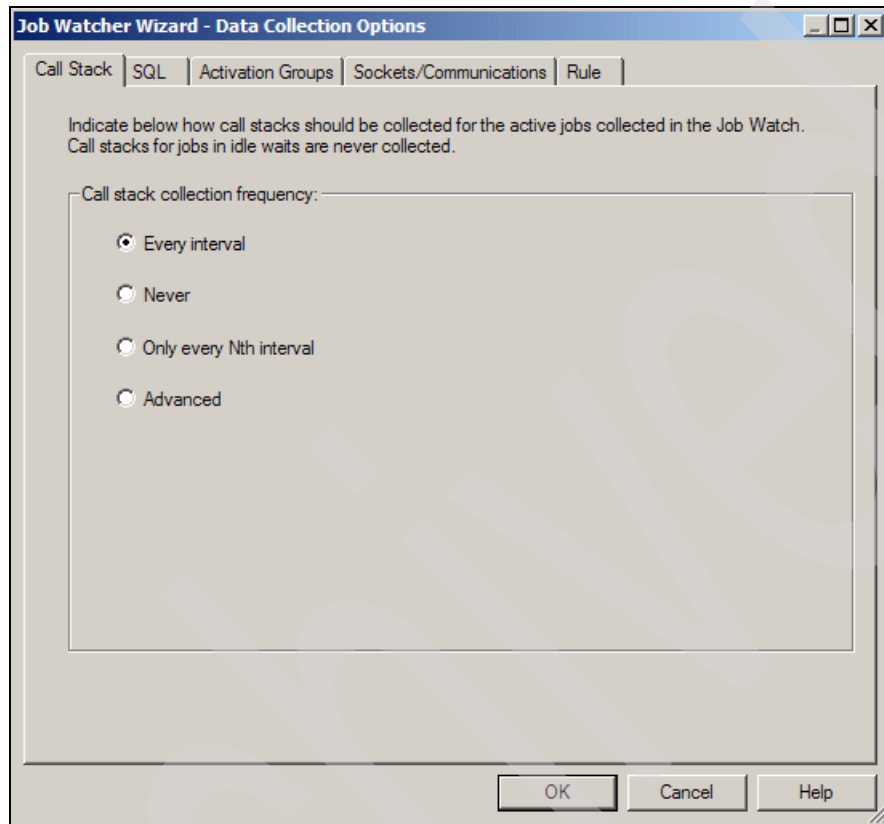 Job Watcher Wizard - Data Collection Options
Call Stack SQL Activation Groups Sockets/Communications Rule
Indicate below how call stacks should be collected for the active jobs collected in the Job Watch.
Call stacks for jobs in idle waits are never collected.
Call stack collection frequency:
Every interval
Never
Only every Nth interval
Advanced
OK Cancel Help